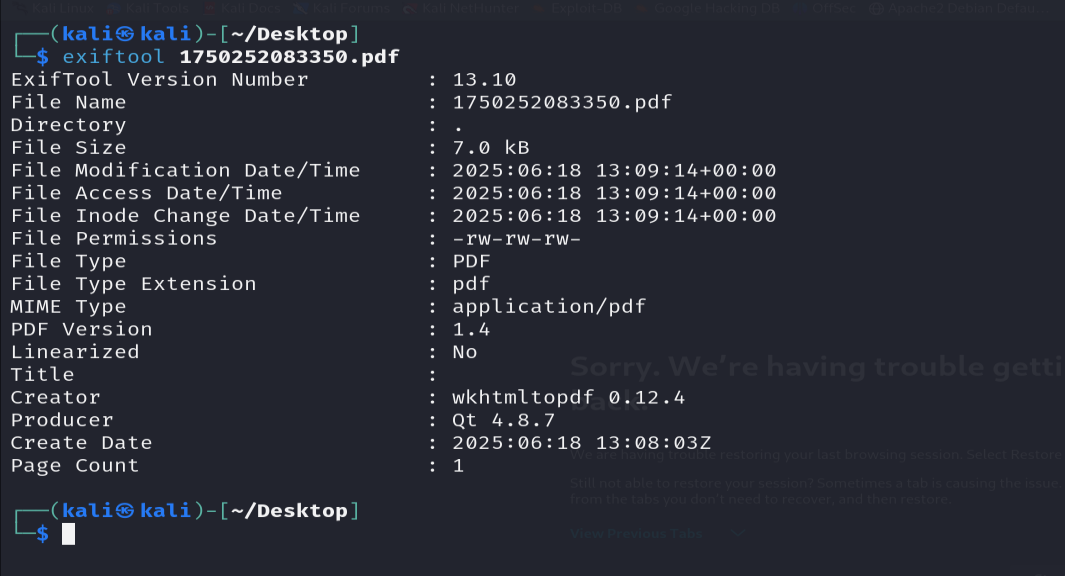 Kali Linux Kali Tools Kali Docs Kali Forums Kali NetHunter Exploit-DB Google Hacking DB OffSec Apache2 Debian Defau…
┌──(kali㉿kali)-[~/Desktop]
└─$ exiftool 1750252083350.pdf
ExifTool Version Number : 13.10
File Name : 1750252083350.pdf
Directory : .
File Size : 7.0 kB
File Modification Date/Time : 2025:06:18 13:09:14+00:00
File Access Date/Time : 2025:06:18 13:09:14+00:00
File Inode Change Date/Time : 2025:06:18 13:09:14+00:00
File Permissions : -rw-rw-rw-
File Type : PDF
File Type Extension : pdf
MIME Type : application/pdf
PDF Version : 1.4
Linearized : No
Title :
Creator : wkhtmltopdf 0.12.4
Producer : Qt 4.8.7
Create Date : 2025:06:18 13:08:03Z
Page Count : 1
┌──(kali㉿kali)-[~/Desktop]
└─$
Sorry. We're having trouble getti
back.
We are having trouble restoring your last browsing session. Select Restore
Still not able to restore your session? Sometimes a tab is causing the issue.
from the tabs you don't need to recover, and then restore.
View Previous Tabs